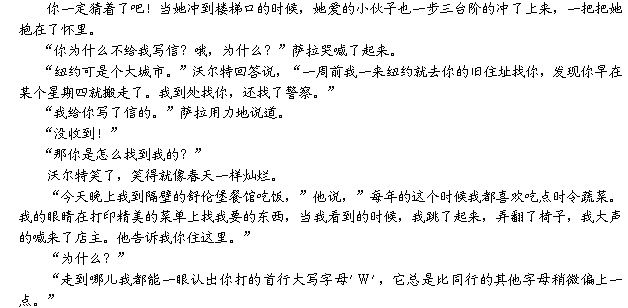 你一定猜着了吧！当她冲到楼梯口的时候，她爱的小伙子也一步三台阶的冲了上来，一把把她
抱在了怀里。
“你为什么不给我写信？哦，为什么？”萨拉哭喊了起来。
“纽约可是个大城市。”沃尔特回答说，“一周前我一来纽约就去你的旧住址找你，发现你早在
某个星期四就搬走了。我到处找你，还找了警察。”
“我给你写了信的。”萨拉用力地说道。
“没收到！”
“那你是怎么找到我的？”
沃尔特笑了，笑得就像春天一样灿烂。
“今天晚上我到隔壁的舒伦堡餐馆吃饭，”他说，”每年的这个时候我都喜欢吃点时令蔬菜。
我的眼睛在打印精美的菜单上找我要的东西，当我看到的时候，我跳了起来，弄翻了椅子，我大声
的喊来了店主。他告诉我你住这里。”
“为什么？”
“走到哪儿我都能一眼认出你打的首行大写字母′W′，它总是比同行的其他字母稍微偏上一
点。”